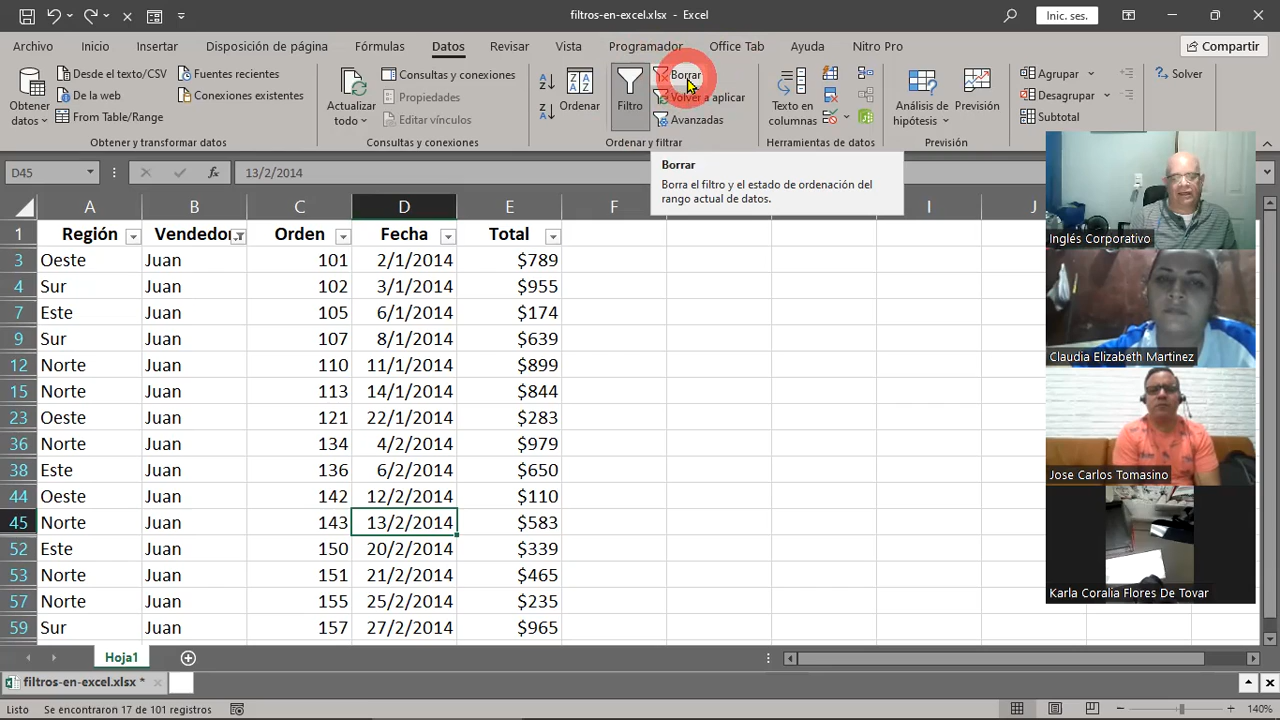 filtros-en-excel.xlsx - Excel
Inic. ses.
Archivo Inicio Insertar Disposición de página Fórmulas Datos Revisar Vista Programador Office Tab Ayuda Nitro Pro Compartir
Obtener datos
Desde el texto/CSV
De la web
From Table/Range
Fuentes recientes
Conexiones existentes
Obtener y transformar datos
Actualizar todo
Consultas y conexiones
Propiedades
Editar vínculos
Consultas y conexiones
Ordenar
Filtro
Borrar
Volver a aplicar
Avanzadas
Ordenar y filtrar
Texto en columnas
Herramientas de datos
Análisis de hipótesis
Previsión
Previsión
Agrupar
Desagrupar
Subtotal
Solver
D45
fx
13/2/2014
Borrar
Borra el filtro y el estado de ordenación del
rango actual de datos.
A B C D E F I J
1 Región Vendedor Orden Fecha Total
3 Oeste Juan 101 2/1/2014 $789
4 Sur Juan 102 3/1/2014 $955
7 Este Juan 105 6/1/2014 $174
9 Sur Juan 107 8/1/2014 $639
12 Norte Juan 110 11/1/2014 $899
15 Norte Juan 113 14/1/2014 $844
23 Oeste Juan 121 22/1/2014 $283
36 Norte Juan 134 4/2/2014 $979
38 Este Juan 136 6/2/2014 $650
44 Oeste Juan 142 12/2/2014 $110
45 Norte Juan 143 13/2/2014 $583
52 Este Juan 150 20/2/2014 $339
53 Norte Juan 151 21/2/2014 $465
57 Norte Juan 155 25/2/2014 $235
59 Sur Juan 157 27/2/2014 $965
Inglés Corporativo
Claudia Elizabeth Martinez
Jose Carlos Tomasino
Karla Coralia Flores De Tovar
Hoja1
filtros-en-excel.xlsx *
Listo Se encontraron 17 de 101 registros 140%